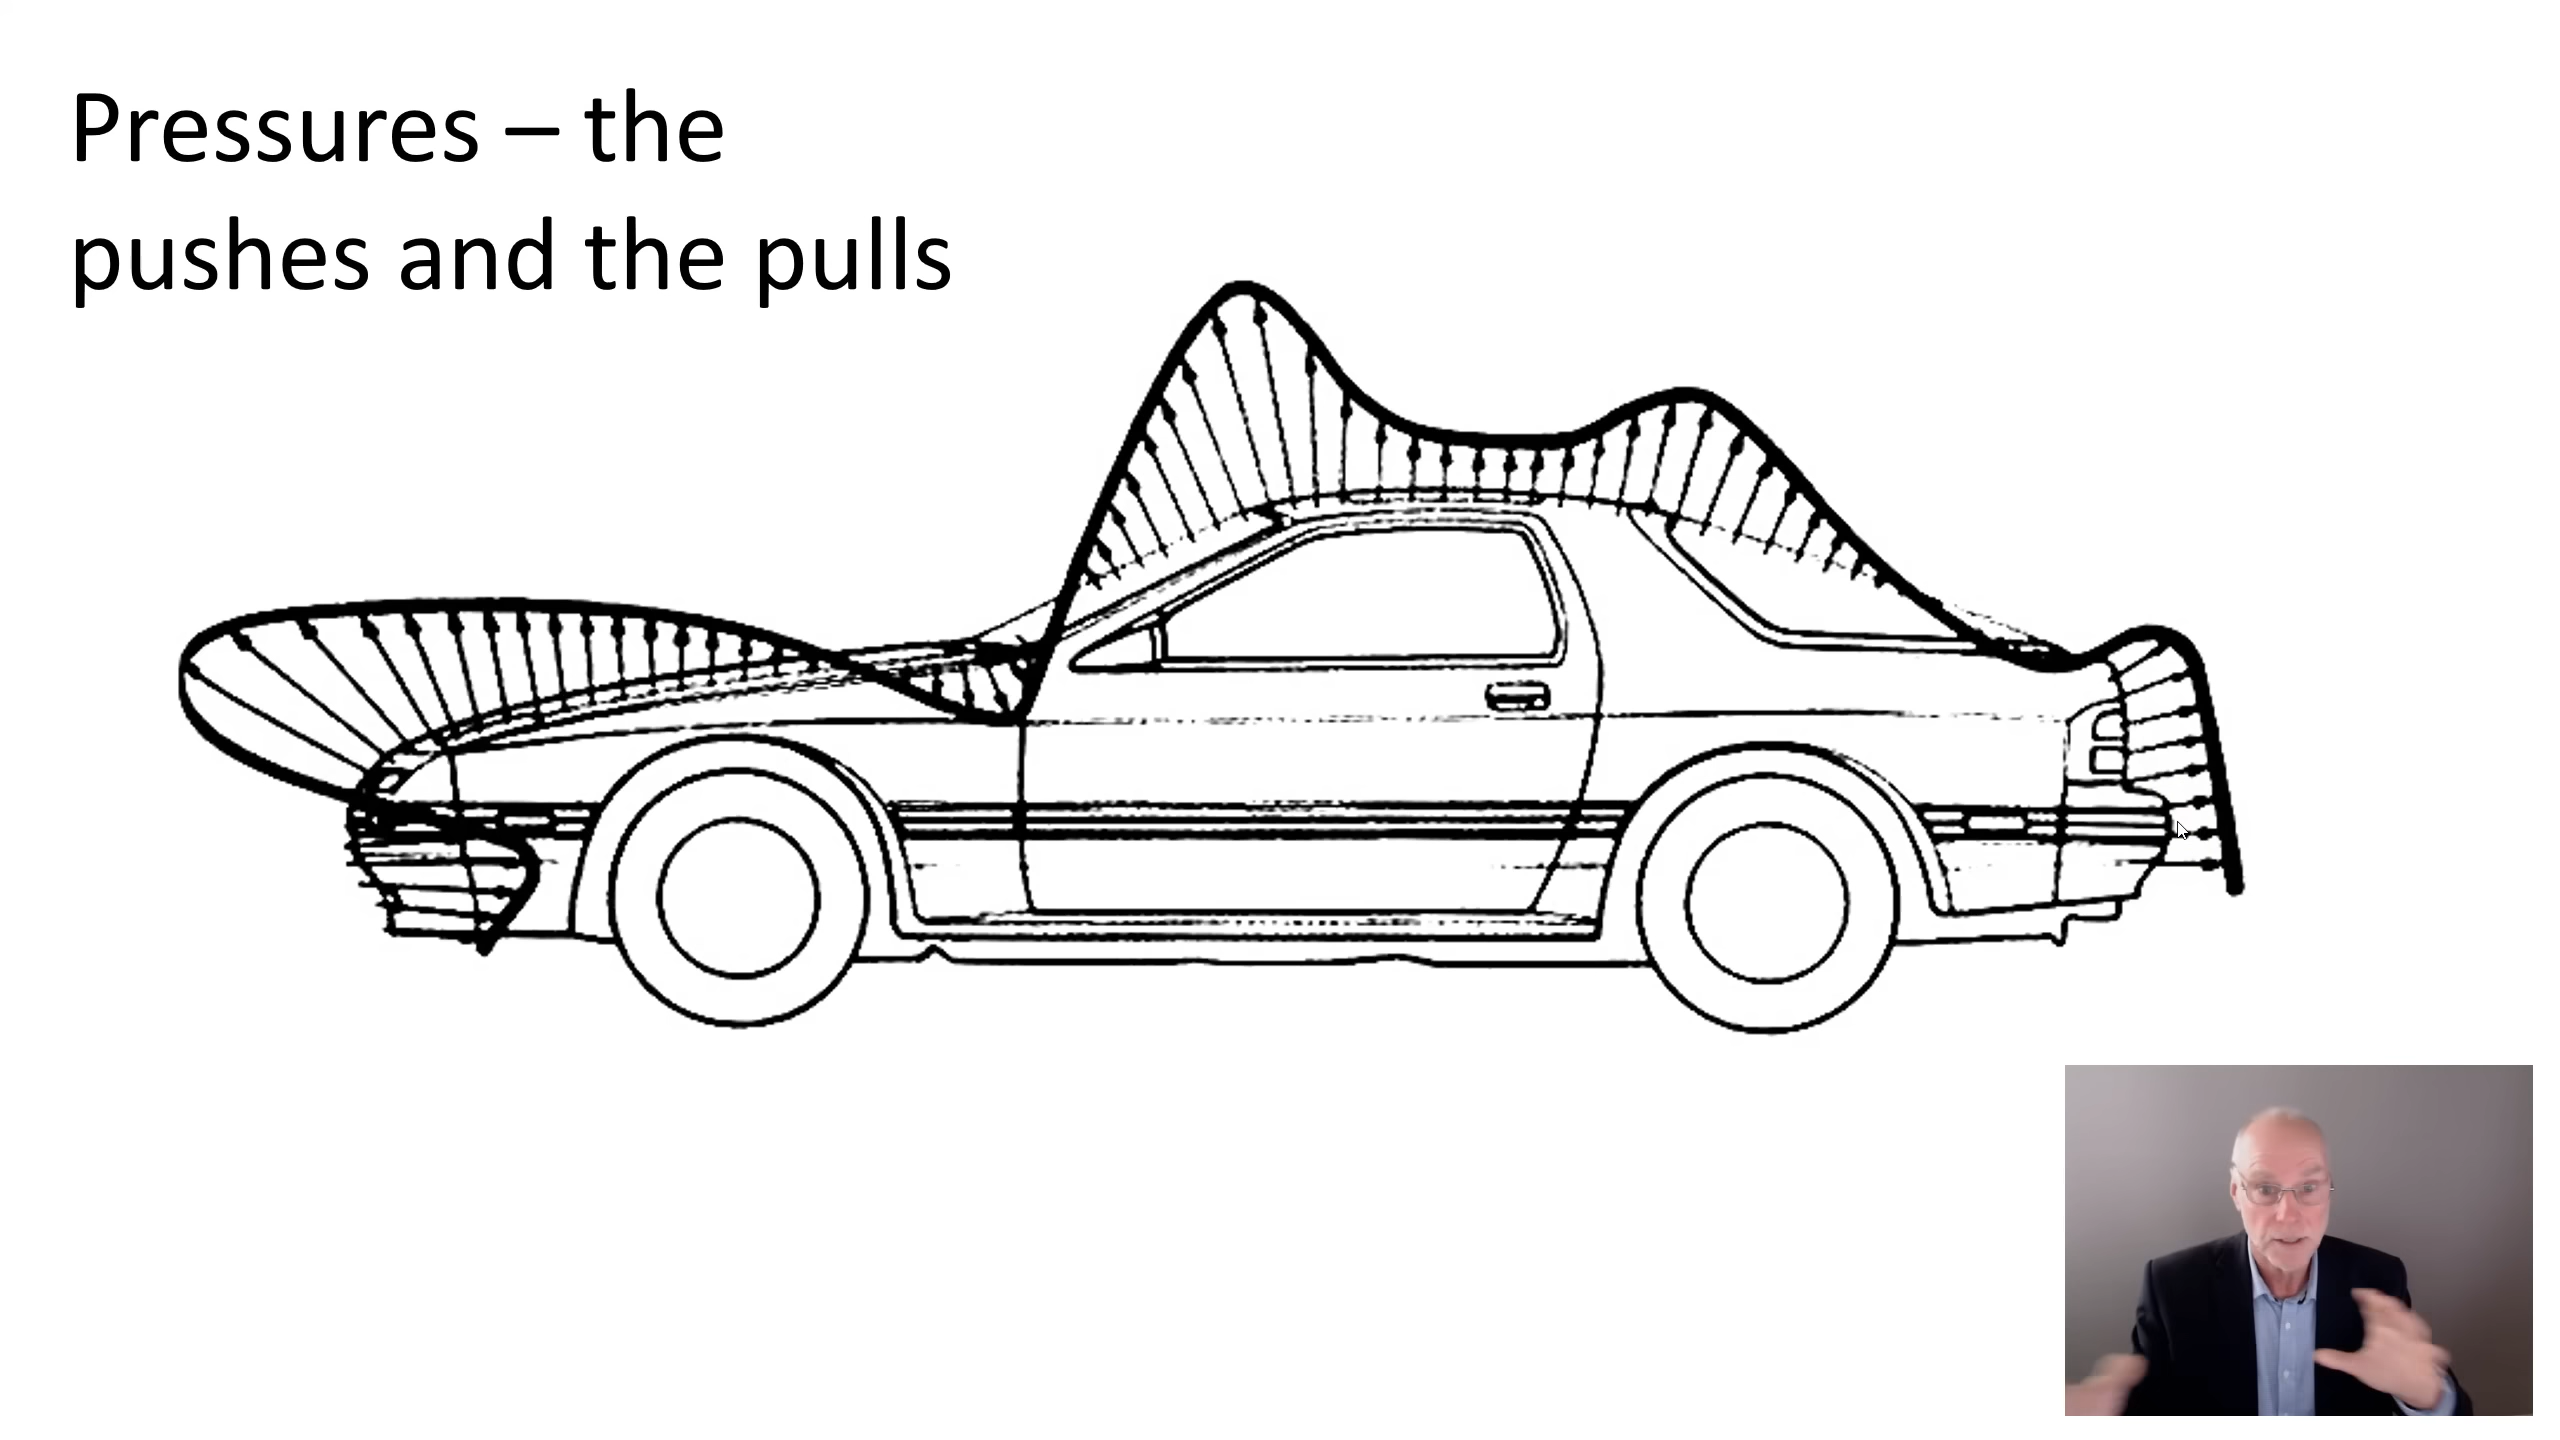 Pressures – the
pushes and the pulls